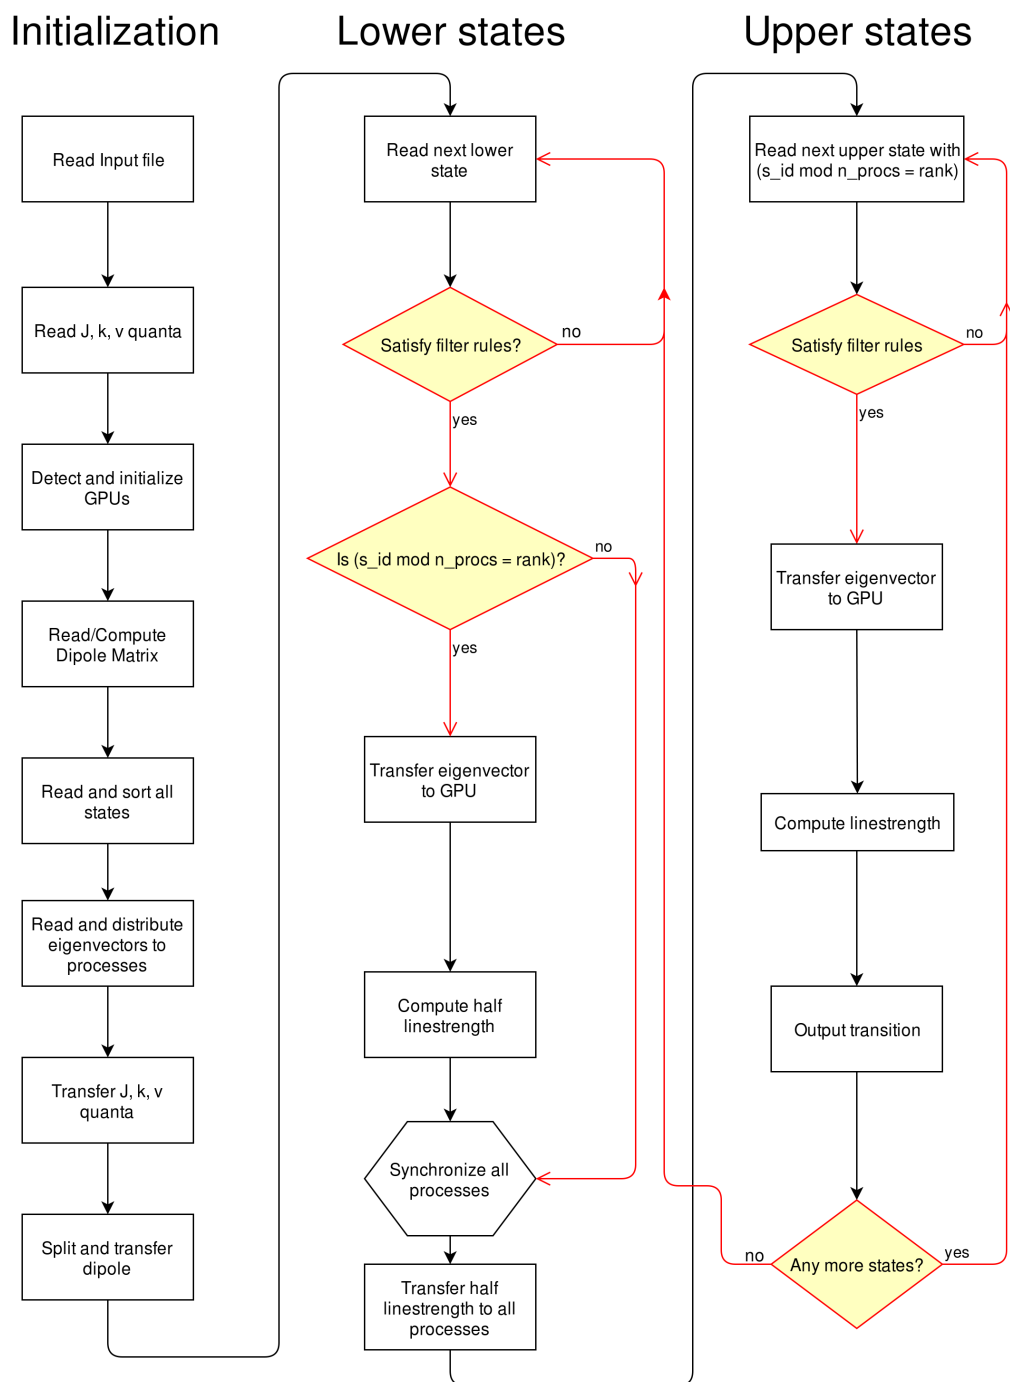 Initialization
Read Input file
Read J, k, v quanta
Detect and initialize
GPUs
Read/Compute
Dipole Matrix
Read and sort all
states
Read and distribute
eigenvectors to
processes
Transfer J, k, v
quanta
Split and transfer
dipole
Lower states
Read next lower
state
Satisfy filter rules?
no
yes
Is (s_id mod n_procs = rank)?
no
yes
Transfer eigenvector
to GPU
Compute half
linestrength
Synchronize all
processes
Transfer half
linestrength to all
processes
Upper states
Read next upper state with
(s_id mod n_procs = rank)
Satisfy filter rules
no
yes
Transfer eigenvector
to GPU
Compute linestrength
Output transition
Any more states?
no
yes